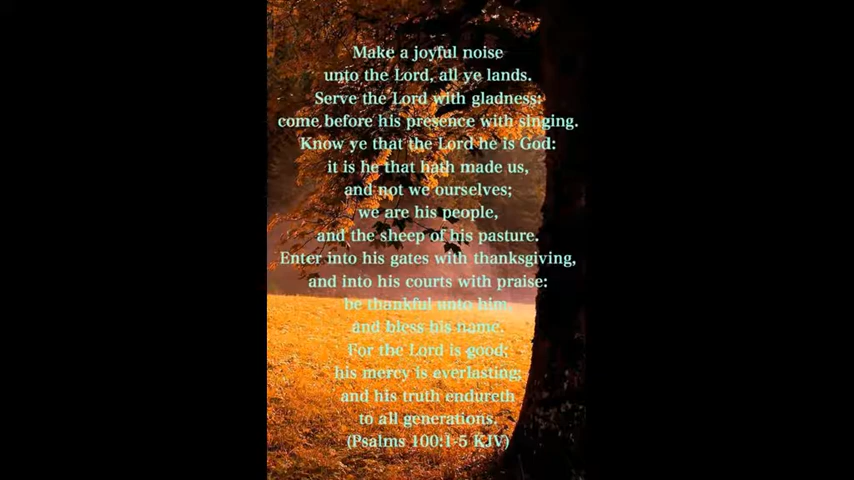 Make a joyful noise
unto the Lord, all ye lands.
Serve the Lord with gladness:
come before his presence with singing.
Know ye that the Lord he is God:
it is he that hath made us,
and not we ourselves;
we are his people,
and the sheep of his pasture.
Enter into his gates with thanksgiving,
and into his courts with praise:
be thankful unto him,
and bless his name.
For the Lord is good;
his mercy is everlasting;
and his truth endureth
to all generations.
(Psalms 100:1-5 KJV)